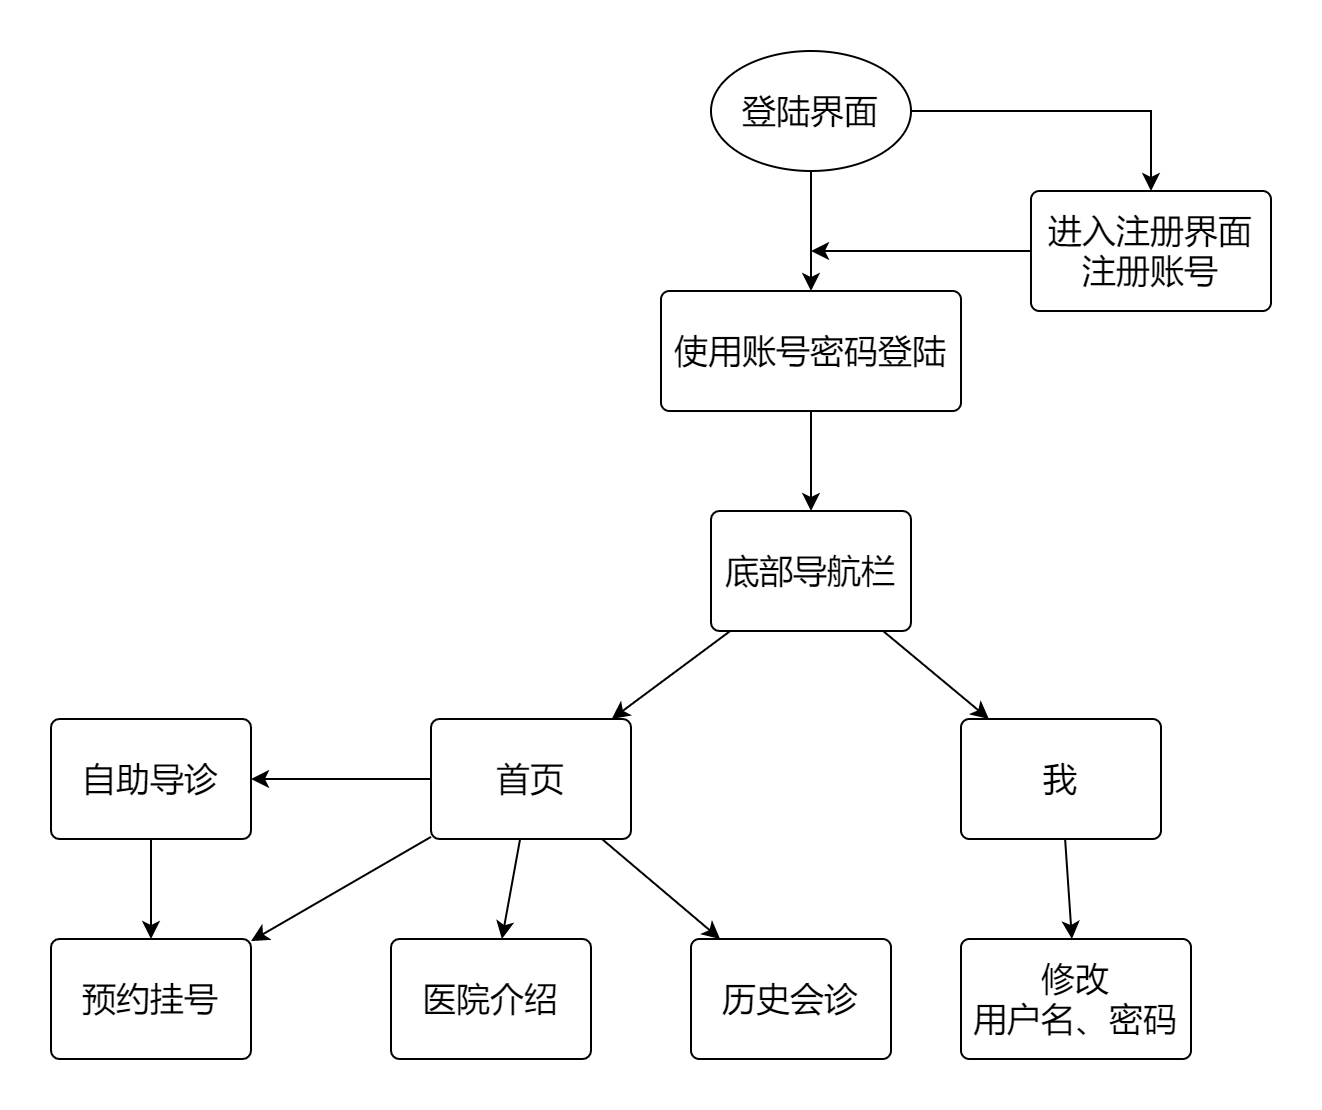 登陆界面
进入注册界面
注册账号
使用账号密码登陆
底部导航栏
自助导诊
首页
我
预约挂号
医院介绍
历史会诊
修改
用户名、密码